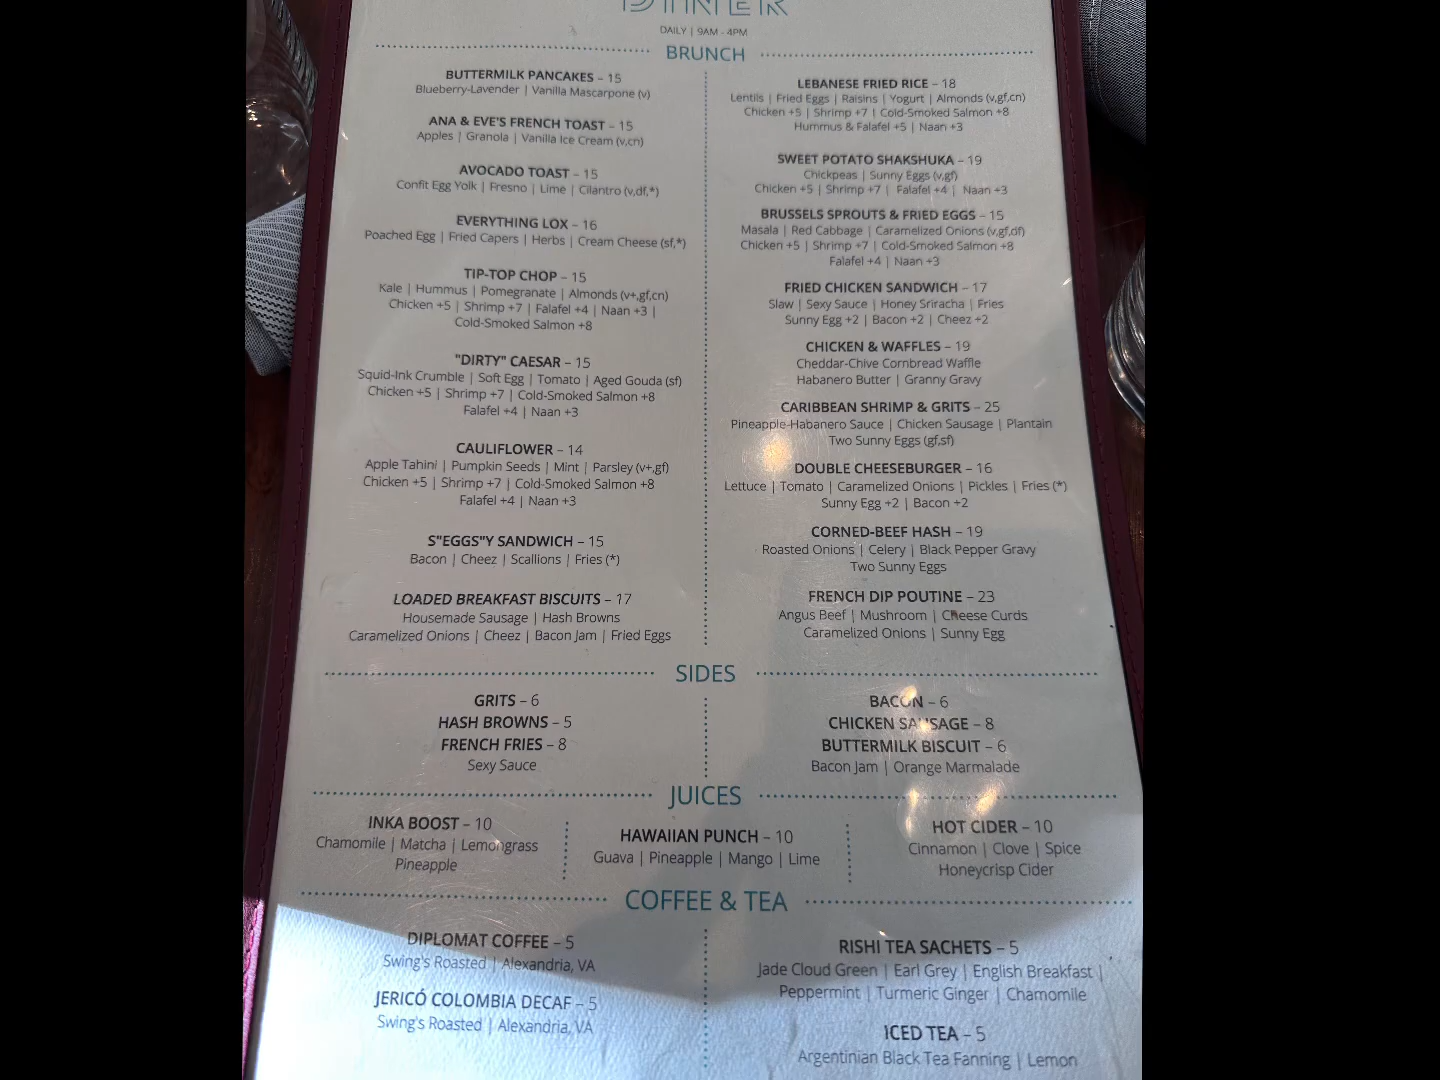 DINER
DAILY | 9AM - 4PM
BRUNCH
BUTTERMILK PANCAKES – 15
Blueberry-Lavender | Vanilla Mascarpone (v)
ANA & EVE'S FRENCH TOAST – 15
Apples | Granola | Vanilla Ice Cream (v,cn)
AVOCADO TOAST – 15
Confit Egg Yolk | Fresno | Lime | Cilantro (v,df,*)
EVERYTHING LOX – 16
Poached Egg | Fried Capers | Herbs | Cream Cheese (sf,*)
TIP-TOP CHOP – 15
Kale | Hummus | Pomegranate | Almonds (v+,gf,cn)
Chicken +5 | Shrimp +7 | Falafel +4 | Naan +3 |
Cold-Smoked Salmon +8
"DIRTY" CAESAR – 15
Squid-Ink Crumble | Soft Egg | Tomato | Aged Gouda (sf)
Chicken +5 | Shrimp +7 | Cold-Smoked Salmon +8
Falafel +4 | Naan +3
CAULIFLOWER – 14
Apple Tahini | Pumpkin Seeds | Mint | Parsley (v+,gf)
Chicken +5 | Shrimp +7 | Cold-Smoked Salmon +8
Falafel +4 | Naan +3
S"EGGS"Y SANDWICH – 15
Bacon | Cheez | Scallions | Fries (*)
LOADED BREAKFAST BISCUITS – 17
Housemade Sausage | Hash Browns
Caramelized Onions | Cheez | Bacon Jam | Fried Eggs
LEBANESE FRIED RICE – 18
Lentils | Fried Eggs | Raisins | Yogurt | Almonds (v,gf,cn)
Chicken +5 | Shrimp +7 | Cold-Smoked Salmon +8
Hummus & Falafel +5 | Naan +3
SWEET POTATO SHAKSHUKA – 19
Chickpeas | Sunny Eggs (v,gf)
Chicken +5 | Shrimp +7 | Falafel +4 | Naan +3
BRUSSELS SPROUTS & FRIED EGGS – 15
Masala | Red Cabbage | Caramelized Onions (v,gf,df)
Chicken +5 | Shrimp +7 | Cold-Smoked Salmon +8
Falafel +4 | Naan +3
FRIED CHICKEN SANDWICH – 17
Slaw | Sexy Sauce | Honey Sriracha | Fries
Sunny Egg +2 | Bacon +2 | Cheez +2
CHICKEN & WAFFLES – 19
Cheddar-Chive Cornbread Waffle
Habanero Butter | Granny Gravy
CARIBBEAN SHRIMP & GRITS – 25
Pineapple-Habanero Sauce | Chicken Sausage | Plantain
Two Sunny Eggs (gf,sf)
DOUBLE CHEESEBURGER – 16
Lettuce | Tomato | Caramelized Onions | Pickles | Fries (*)
Sunny Egg +2 | Bacon +2
CORNED-BEEF HASH – 19
Roasted Onions | Celery | Black Pepper Gravy
Two Sunny Eggs
FRENCH DIP POUTINE – 23
Angus Beef | Mushroom | Cheese Curds
Caramelized Onions | Sunny Egg
SIDES
GRITS – 6
HASH BROWNS – 5
FRENCH FRIES – 8
Sexy Sauce
BACON – 6
CHICKEN SAUSAGE – 8
BUTTERMILK BISCUIT – 6
Bacon Jam | Orange Marmalade
JUICES
INKA BOOST – 10
Chamomile | Matcha | Lemongrass
Pineapple
HAWAIIAN PUNCH – 10
Guava | Pineapple | Mango | Lime
HOT CIDER – 10
Cinnamon | Clove | Spice
Honeycrisp Cider
COFFEE & TEA
DIPLOMAT COFFEE – 5
Swing's Roasted | Alexandria, VA
JERICÓ COLOMBIA DECAF – 5
Swing's Roasted | Alexandria, VA
RISHI TEA SACHETS – 5
Jade Cloud Green | Earl Grey | English Breakfast |
Peppermint | Turmeric Ginger | Chamomile
ICED TEA – 5
Argentinian Black Tea Fanning | Lemon